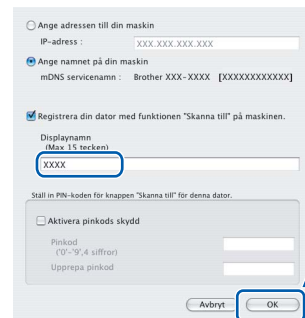 Ange adressen till din maskin
IP-adress : XXX.XXX.XXX.XXX
Ange namnet på din maskin
mDNS servicenamn : Brother XXX-XXXX [XXXXXXXXXXXX]
Registrera din dator med funktionen "Skanna till" på maskinen.
Displaynamn
(Max 15 tecken)
XXXX
Ställ in PIN-koden för knappen "Skanna till" för denna dator.
Aktivera pinkods skydd
Pinkod
('0'-'9',4 siffror)
Upprepa pinkod
Avbryt OK